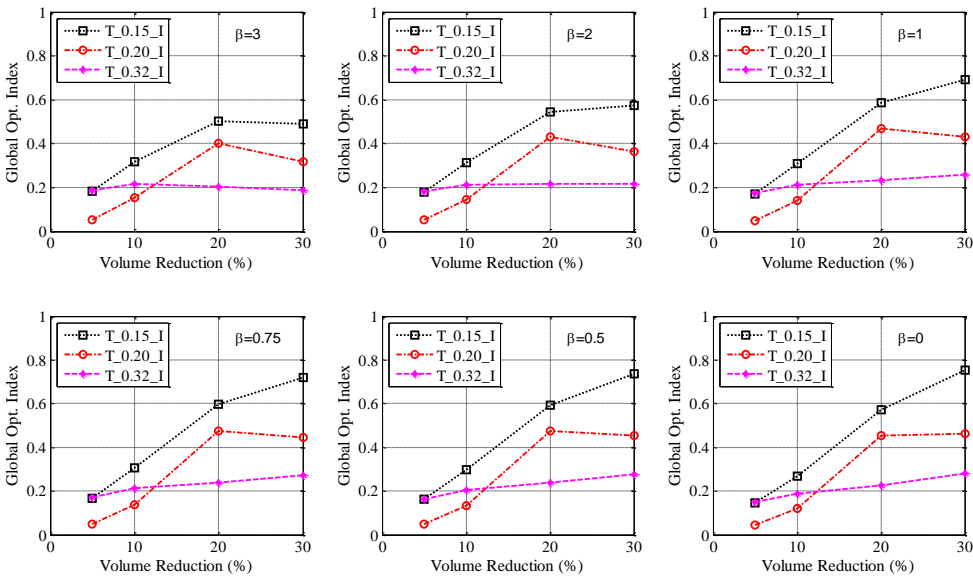 1
0.8
0.6
0.4
0.2
0
Global Opt. Index
T_0.15_I
T_0.20_I
T_0.32_I
β=3
0 10 20 30
Volume Reduction (%)
1
0.8
0.6
0.4
0.2
0
Global Opt. Index
T_0.15_I
T_0.20_I
T_0.32_I
β=2
0 10 20 30
Volume Reduction (%)
1
0.8
0.6
0.4
0.2
0
Global Opt. Index
T_0.15_I
T_0.20_I
T_0.32_I
β=1
0 10 20 30
Volume Reduction (%)
1
0.8
0.6
0.4
0.2
0
Global Opt. Index
T_0.15_I
T_0.20_I
T_0.32_I
β=0.75
0 10 20 30
Volume Reduction (%)
1
0.8
0.6
0.4
0.2
0
Global Opt. Index
T_0.15_I
T_0.20_I
T_0.32_I
β=0.5
0 10 20 30
Volume Reduction (%)
1
0.8
0.6
0.4
0.2
0
Global Opt. Index
T_0.15_I
T_0.20_I
T_0.32_I
β=0
0 10 20 30
Volume Reduction (%)